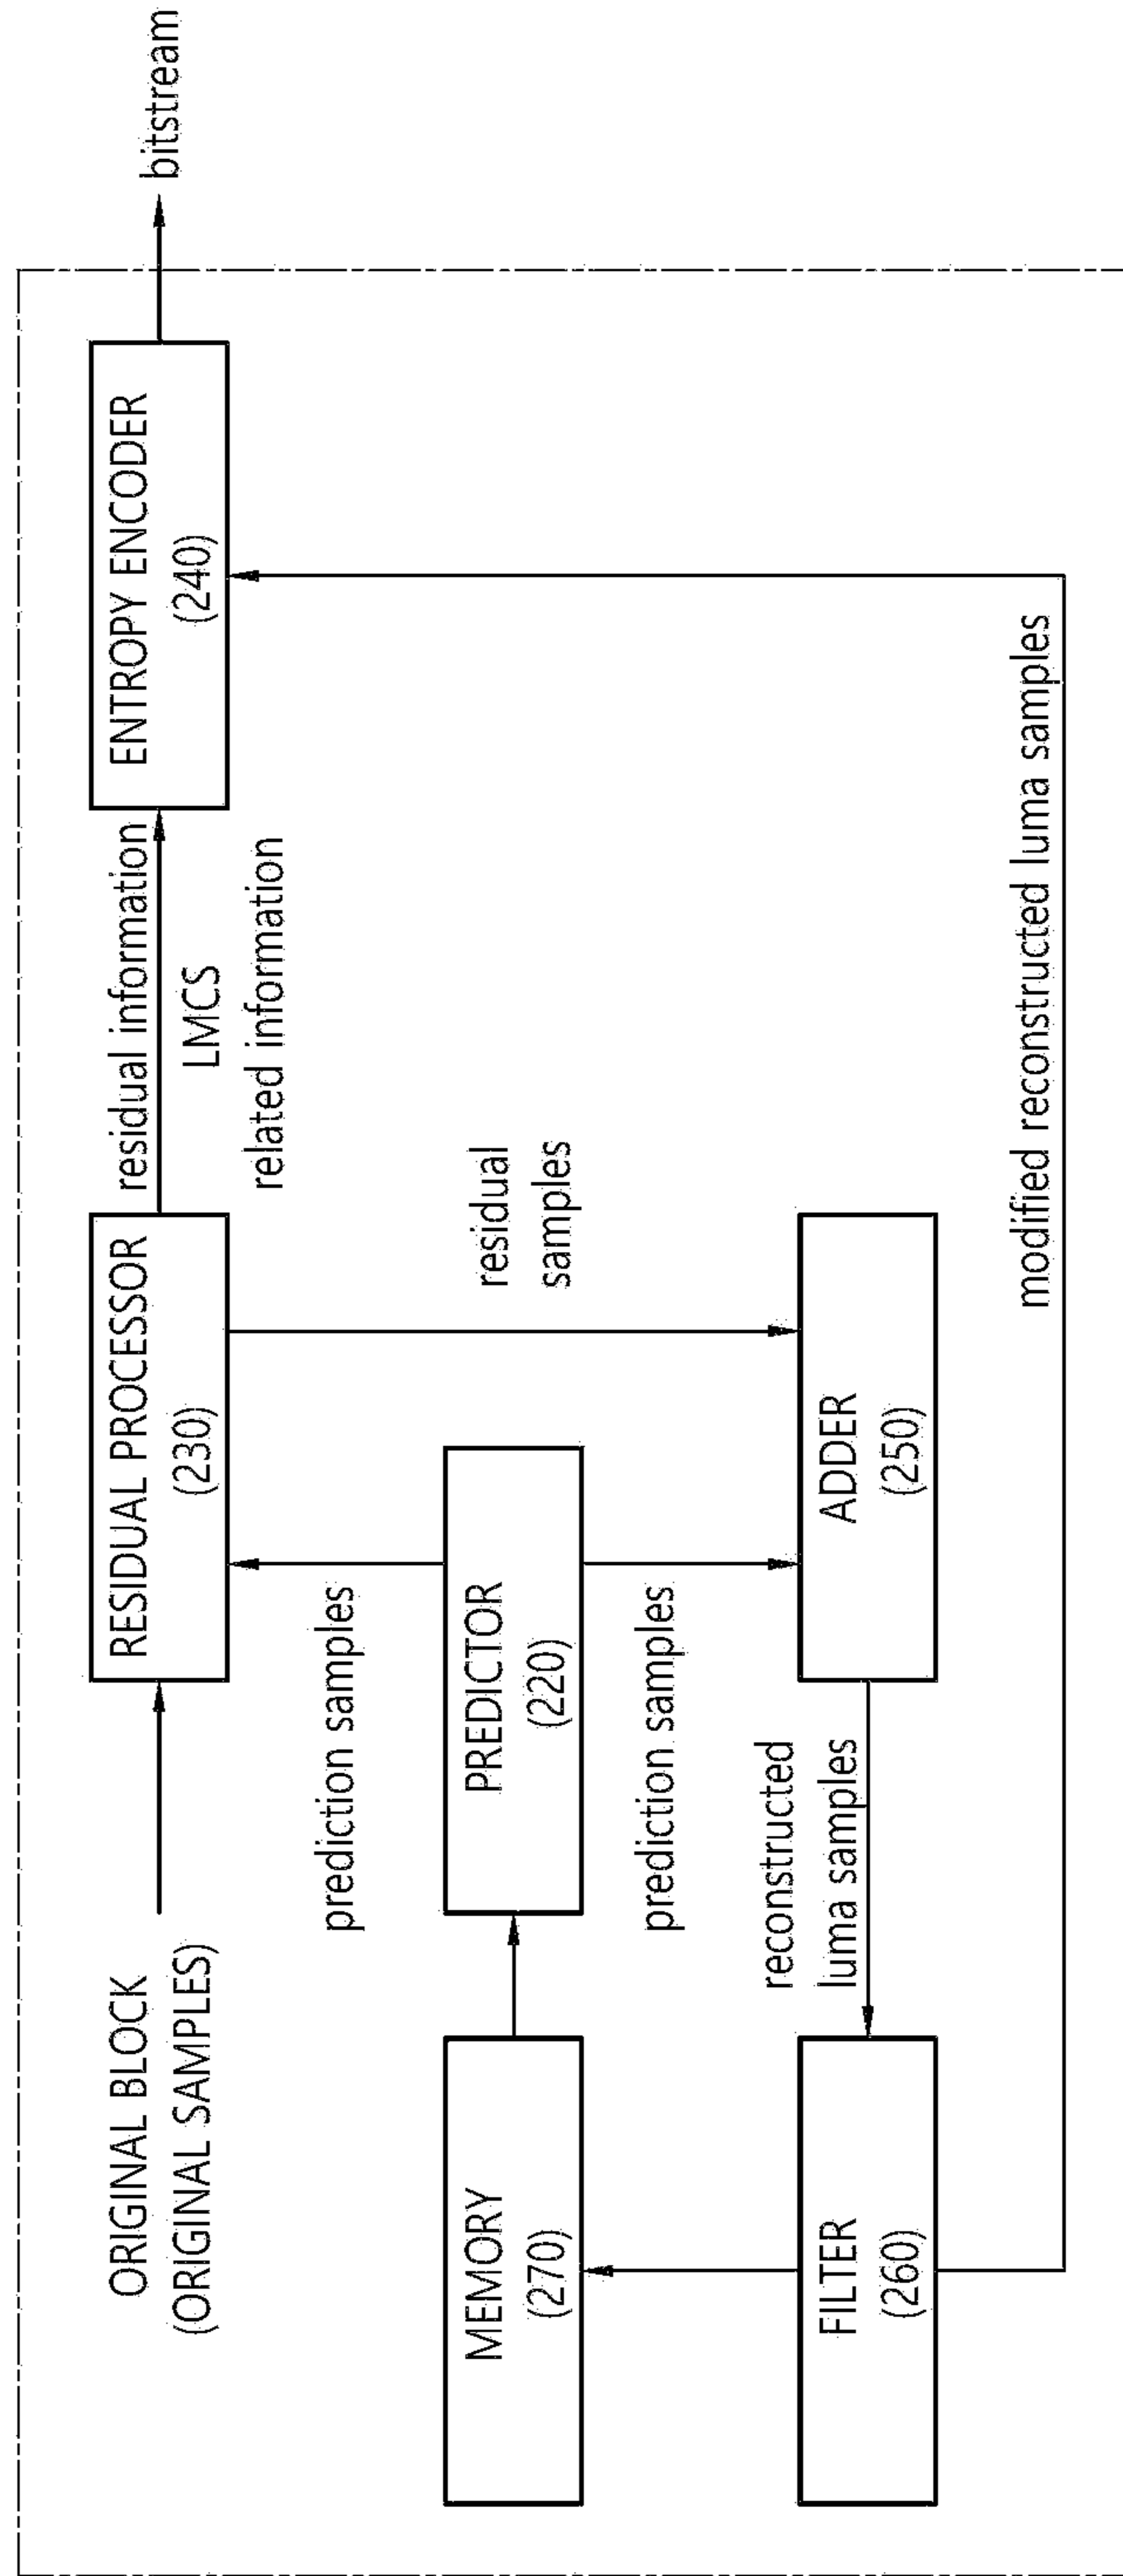 ORIGINAL BLOCK
(ORIGINAL SAMPLES)
RESIDUAL PROCESSOR
(230)
residual information
LMCS
related information
ENTROPY ENCODER
(240)
bitstream
prediction samples
residual
samples
MEMORY
(270)
PREDICTOR
(220)
prediction samples
reconstructed
luma samples
FILTER
(260)
ADDER
(250)
modified reconstructed luma samples